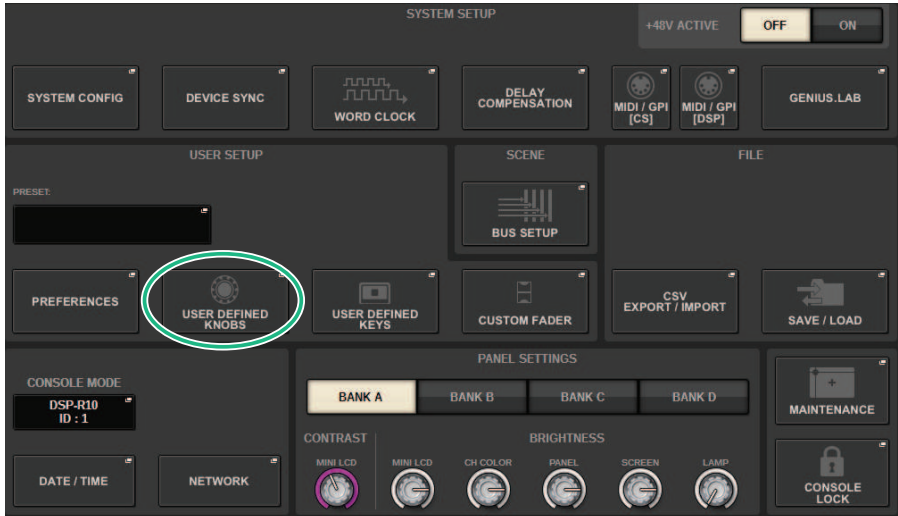 SYSTEM SETUP
+48V ACTIVE
OFF
ON
SYSTEM CONFIG
DEVICE SYNC
WORD CLOCK
DELAY
COMPENSATION
MIDI / GPI
[CS]
MIDI / GPI
[DSP]
GENIUS.LAB
USER SETUP
PRESET:
SCENE
BUS SETUP
FILE
PREFERENCES
USER DEFINED
KNOBS
USER DEFINED
KEYS
CUSTOM FADER
CSV
EXPORT / IMPORT
SAVE / LOAD
CONSOLE MODE
DSP-R10
ID : 1
DATE / TIME
NETWORK
PANEL SETTINGS
BANK A
BANK B
BANK C
BANK D
CONTRAST
BRIGHTNESS
MINI LCD
MINI LCD
CH COLOR
PANEL
SCREEN
LAMP
MAINTENANCE
CONSOLE
LOCK